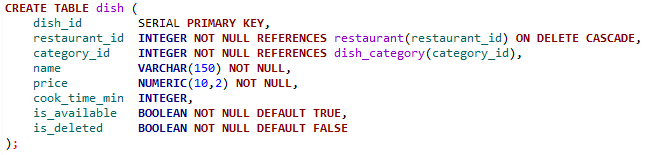 CREATE TABLE dish (
    dish_id        SERIAL PRIMARY KEY,
    restaurant_id  INTEGER NOT NULL REFERENCES restaurant(restaurant_id) ON DELETE CASCADE,
    category_id    INTEGER NOT NULL REFERENCES dish_category(category_id),
    name           VARCHAR(150) NOT NULL,
    price          NUMERIC(10,2) NOT NULL,
    cook_time_min  INTEGER,
    is_available   BOOLEAN NOT NULL DEFAULT TRUE,
    is_deleted     BOOLEAN NOT NULL DEFAULT FALSE
);